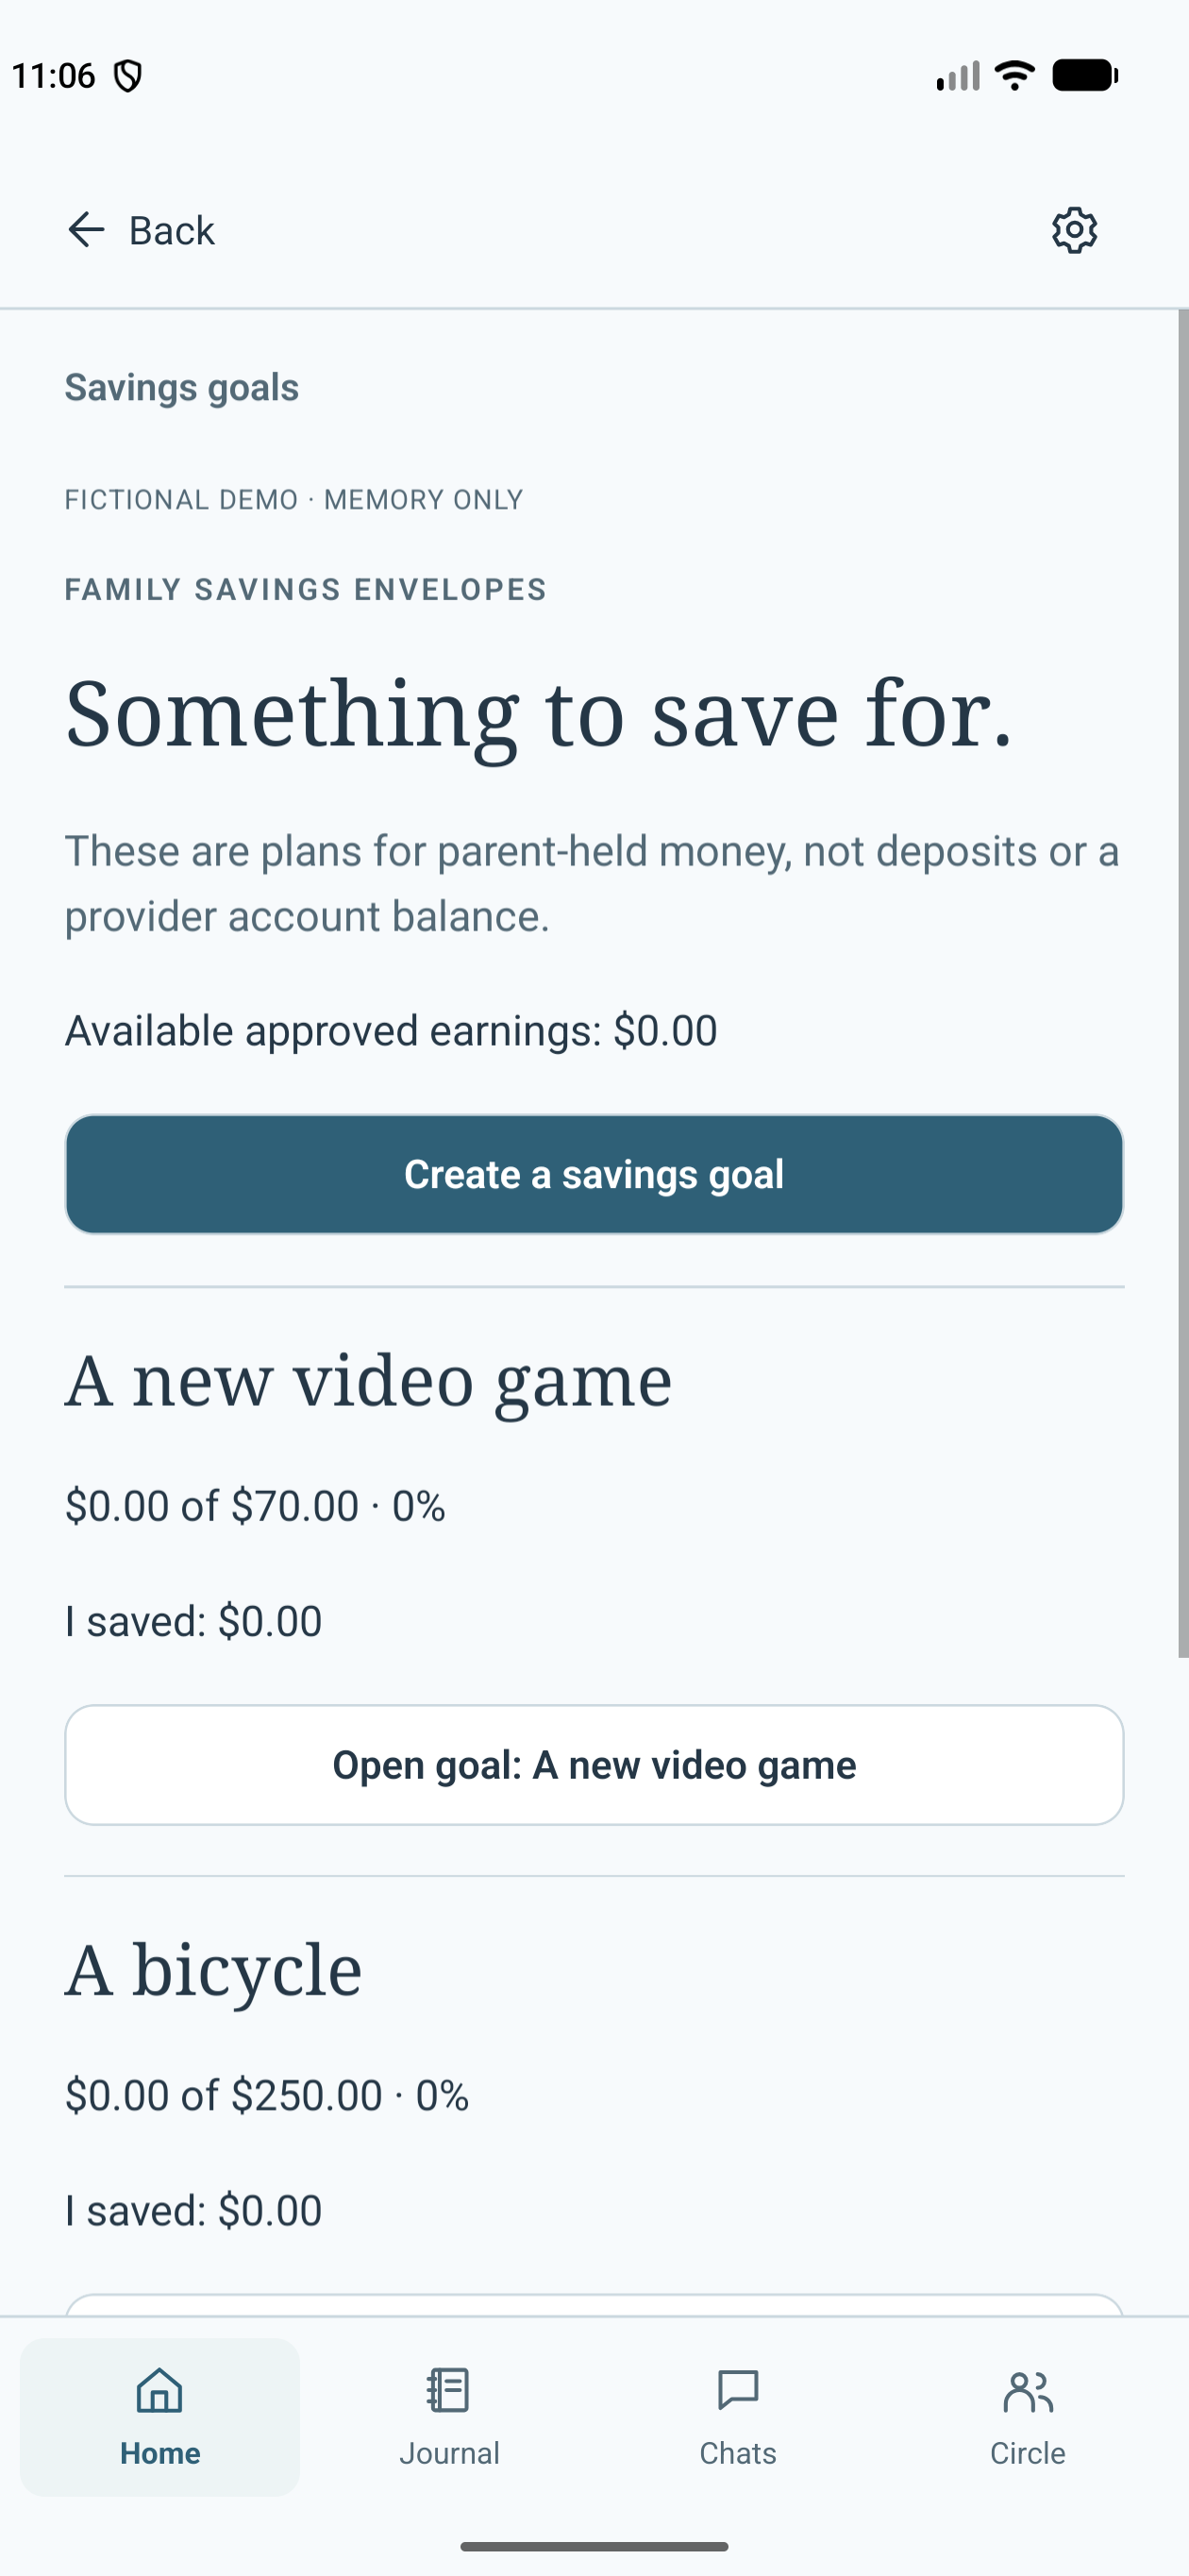 11:06
Back
Savings goals
FICTIONAL DEMO · MEMORY ONLY
FAMILY SAVINGS ENVELOPES
Something to save for.
These are plans for parent-held money, not deposits or a
provider account balance.
Available approved earnings: $0.00
Create a savings goal
A new video game
$0.00 of $70.00 · 0%
I saved: $0.00
Open goal: A new video game
A bicycle
$0.00 of $250.00 · 0%
I saved: $0.00
Home
Journal
Chats
Circle